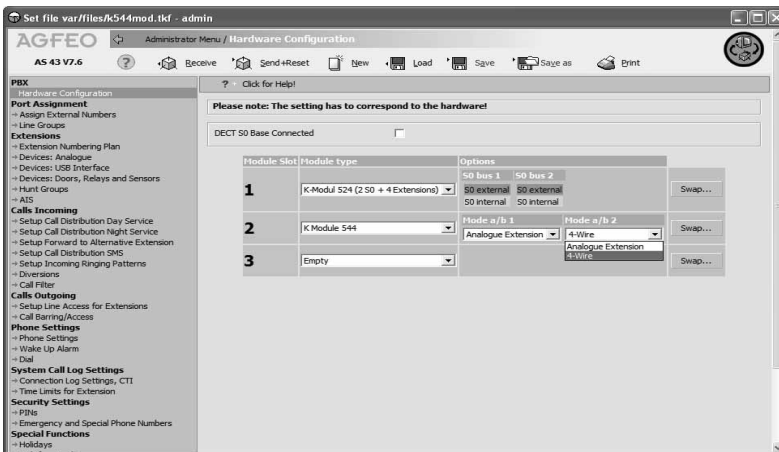 Set file var/files/k544mod.tkf - admin
AGFEO
Administrator Menu / Hardware Configuration
AS 43 V7.6
?
Receive
Send+Reset
New
Load
Save
Save as
Print
PBX
Hardware Configuration
Port Assignment
Assign External Numbers
Line Groups
Extensions
Extension Numbering Plan
Devices: Analogue
Devices: USB Interface
Devices: Doors, Relays and Sensors
Hunt Groups
AIS
Calls Incoming
Setup Call Distribution Day Service
Setup Call Distribution Night Service
Setup Forward to Alternative Extension
Setup Call Distribution SMS
Setup Incoming Ringing Patterns
Diversions
Call Filter
Calls Outgoing
Setup Line Access for Extensions
Call Barring/Access
Phone Settings
Phone Settings
Wake Up Alarm
Dial
System Call Log Settings
Connection Log Settings, CTI
Time Limits for Extension
Security Settings
PINs
Emergency and Special Phone Numbers
Special Functions
Holidays
? Click for Help!
Please note: The setting has to correspond to the hardware!
DECT S0 Base Connected
Module Slot Module type Options
S0 bus 1 S0 bus 2
1 K-Modul 524 (2 S0 + 4 Extensions) S0 external S0 external Swap...
S0 internal S0 internal
Mode a/b 1 Mode a/b 2
2 K Module 544 Analogue Extension 4-Wire Swap...
Analogue Extension
4-Wire
3 Empty Swap...